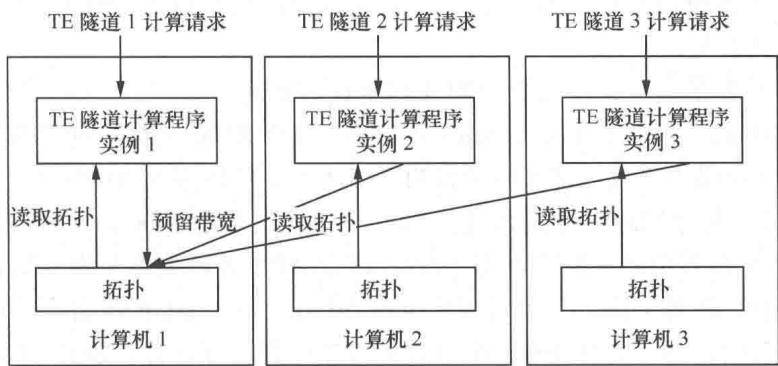 TE 隧道 1 计算请求
TE 隧道 2 计算请求
TE 隧道 3 计算请求
TE 隧道计算程序
实例 1
TE 隧道计算程序
实例 2
TE 隧道计算程序
实例 3
读取拓扑
预留带宽
读取拓扑
读取拓扑
拓扑
拓扑
拓扑
计算机 1
计算机 2
计算机 3